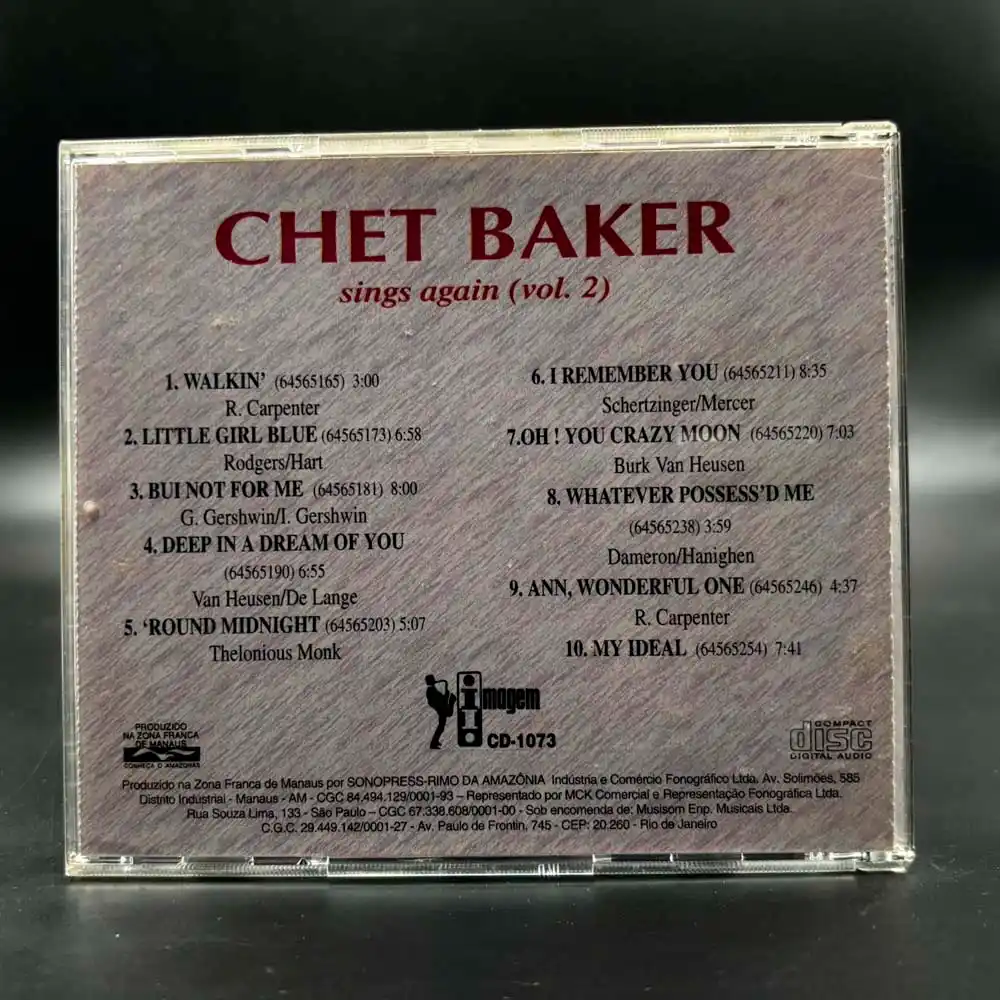 CHET BAKER
sings again (vol. 2)
1. WALKIN' (64565165) 3:00
R. Carpenter
2. LITTLE GIRL BLUE (64565173) 6:58
Rodgers/Hart
3. BUI NOT FOR ME (64565181) 8:00
G. Gershwin/I. Gershwin
4. DEEP IN A DREAM OF YOU
(64565190) 6:55
Van Heusen/De Lange
5. 'ROUND MIDNIGHT (64565203) 5:07
Thelonious Monk
6. I REMEMBER YOU (64565211) 8:35
Schertzinger/Mercer
7.OH ! YOU CRAZY MOON (64565220) 7:03
Burk Van Heusen
8. WHATEVER POSSESS'D ME
(64565238) 3:59
Dameron/Hanighen
9. ANN, WONDERFUL ONE (64565246) 4:37
R. Carpenter
10. MY IDEAL (64565254) 7:41
imagem
CD-1073
PRODUZIDO
NA ZONA FRANCA
DE MANAUS
CONHEÇA O AMAZONAS
COMPACT
disc
DIGITAL AUDIO
Produzido na Zona Franca de Manaus por SONOPRESS-RIMO DA AMAZÔNIA Indústria e Comércio Fonográfico Ltda. Av. Solimões, 585
Distrito Industrial - Manaus - AM - CGC 84.494.129/0001-93 – Representado por MCK Comercial e Representação Fonográfica Ltda.
Rua Souza Lima, 133 - São Paulo – CGC 67.338.608/0001-00 - Sob encomenda de: Musisom Enp. Musicais Ltda.
C.G.C. 29.449.142/0001-27 - Av. Paulo de Frontin, 745 - CEP: 20.260 - Rio de Janeiro